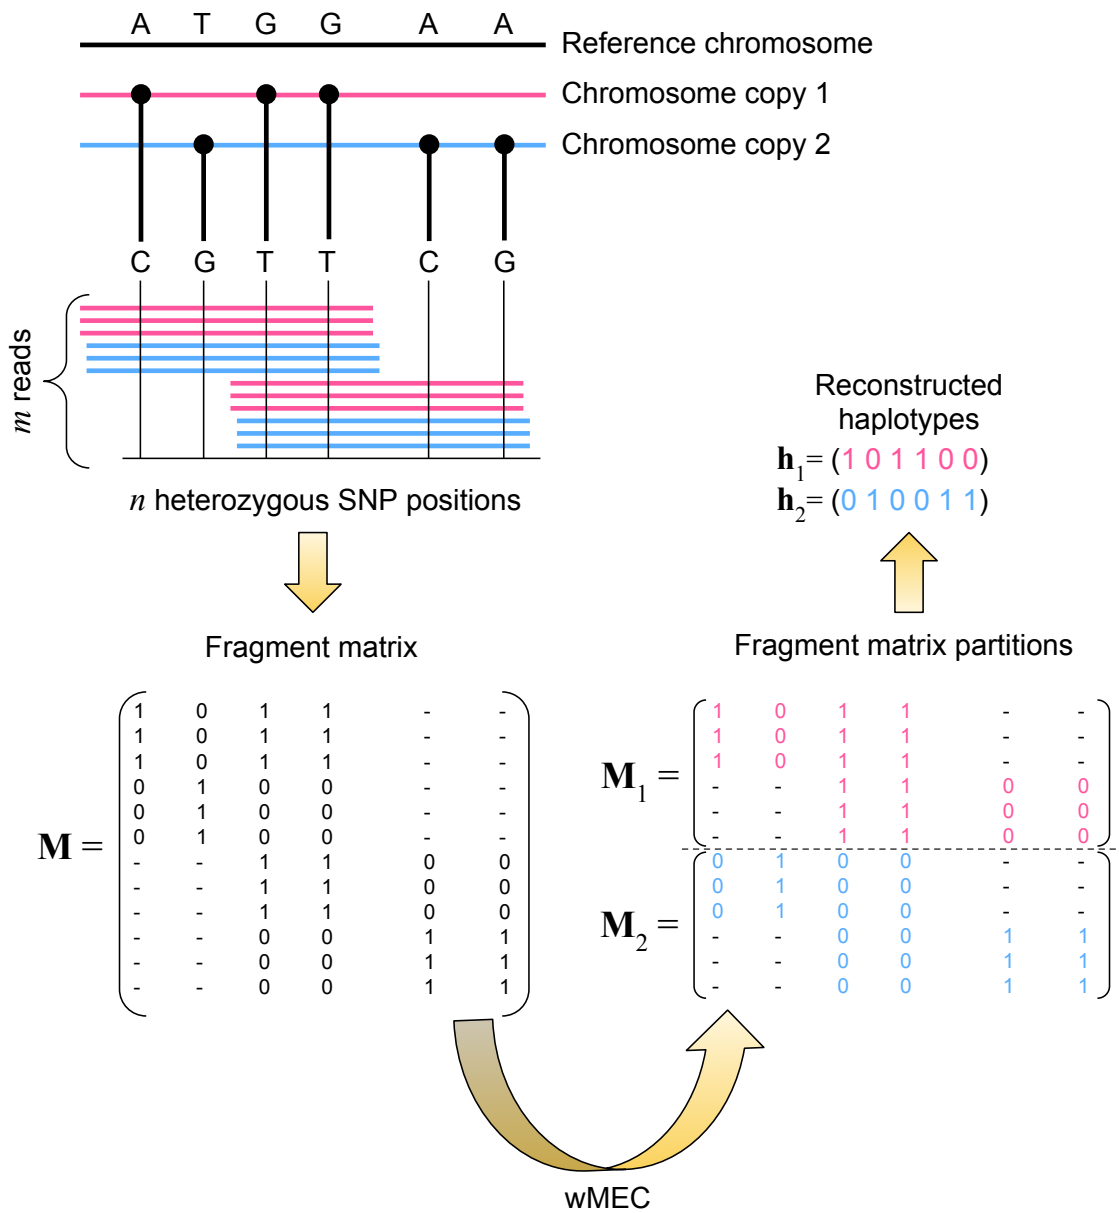 A T G G A A
Reference chromosome
Chromosome copy 1
Chromosome copy 2
C G T T C G
m reads
n heterozygous SNP positions
Reconstructed
haplotypes
h1= (1 0 1 1 0 0)
h2= (0 1 0 0 1 1)
Fragment matrix
M =
1 0 1 1 - -
1 0 1 1 - -
1 0 1 1 - -
0 1 0 0 - -
0 1 0 0 - -
0 1 0 0 - -
- - 1 1 0 0
- - 1 1 0 0
- - 1 1 0 0
- - 0 0 1 1
- - 0 0 1 1
- - 0 0 1 1
Fragment matrix partitions
M1 =
1 0 1 1 - -
1 0 1 1 - -
1 0 1 1 - -
- - 1 1 0 0
- - 1 1 0 0
- - 1 1 0 0
M2 =
0 1 0 0 - -
0 1 0 0 - -
0 1 0 0 - -
- - 0 0 1 1
- - 0 0 1 1
- - 0 0 1 1
wMEC